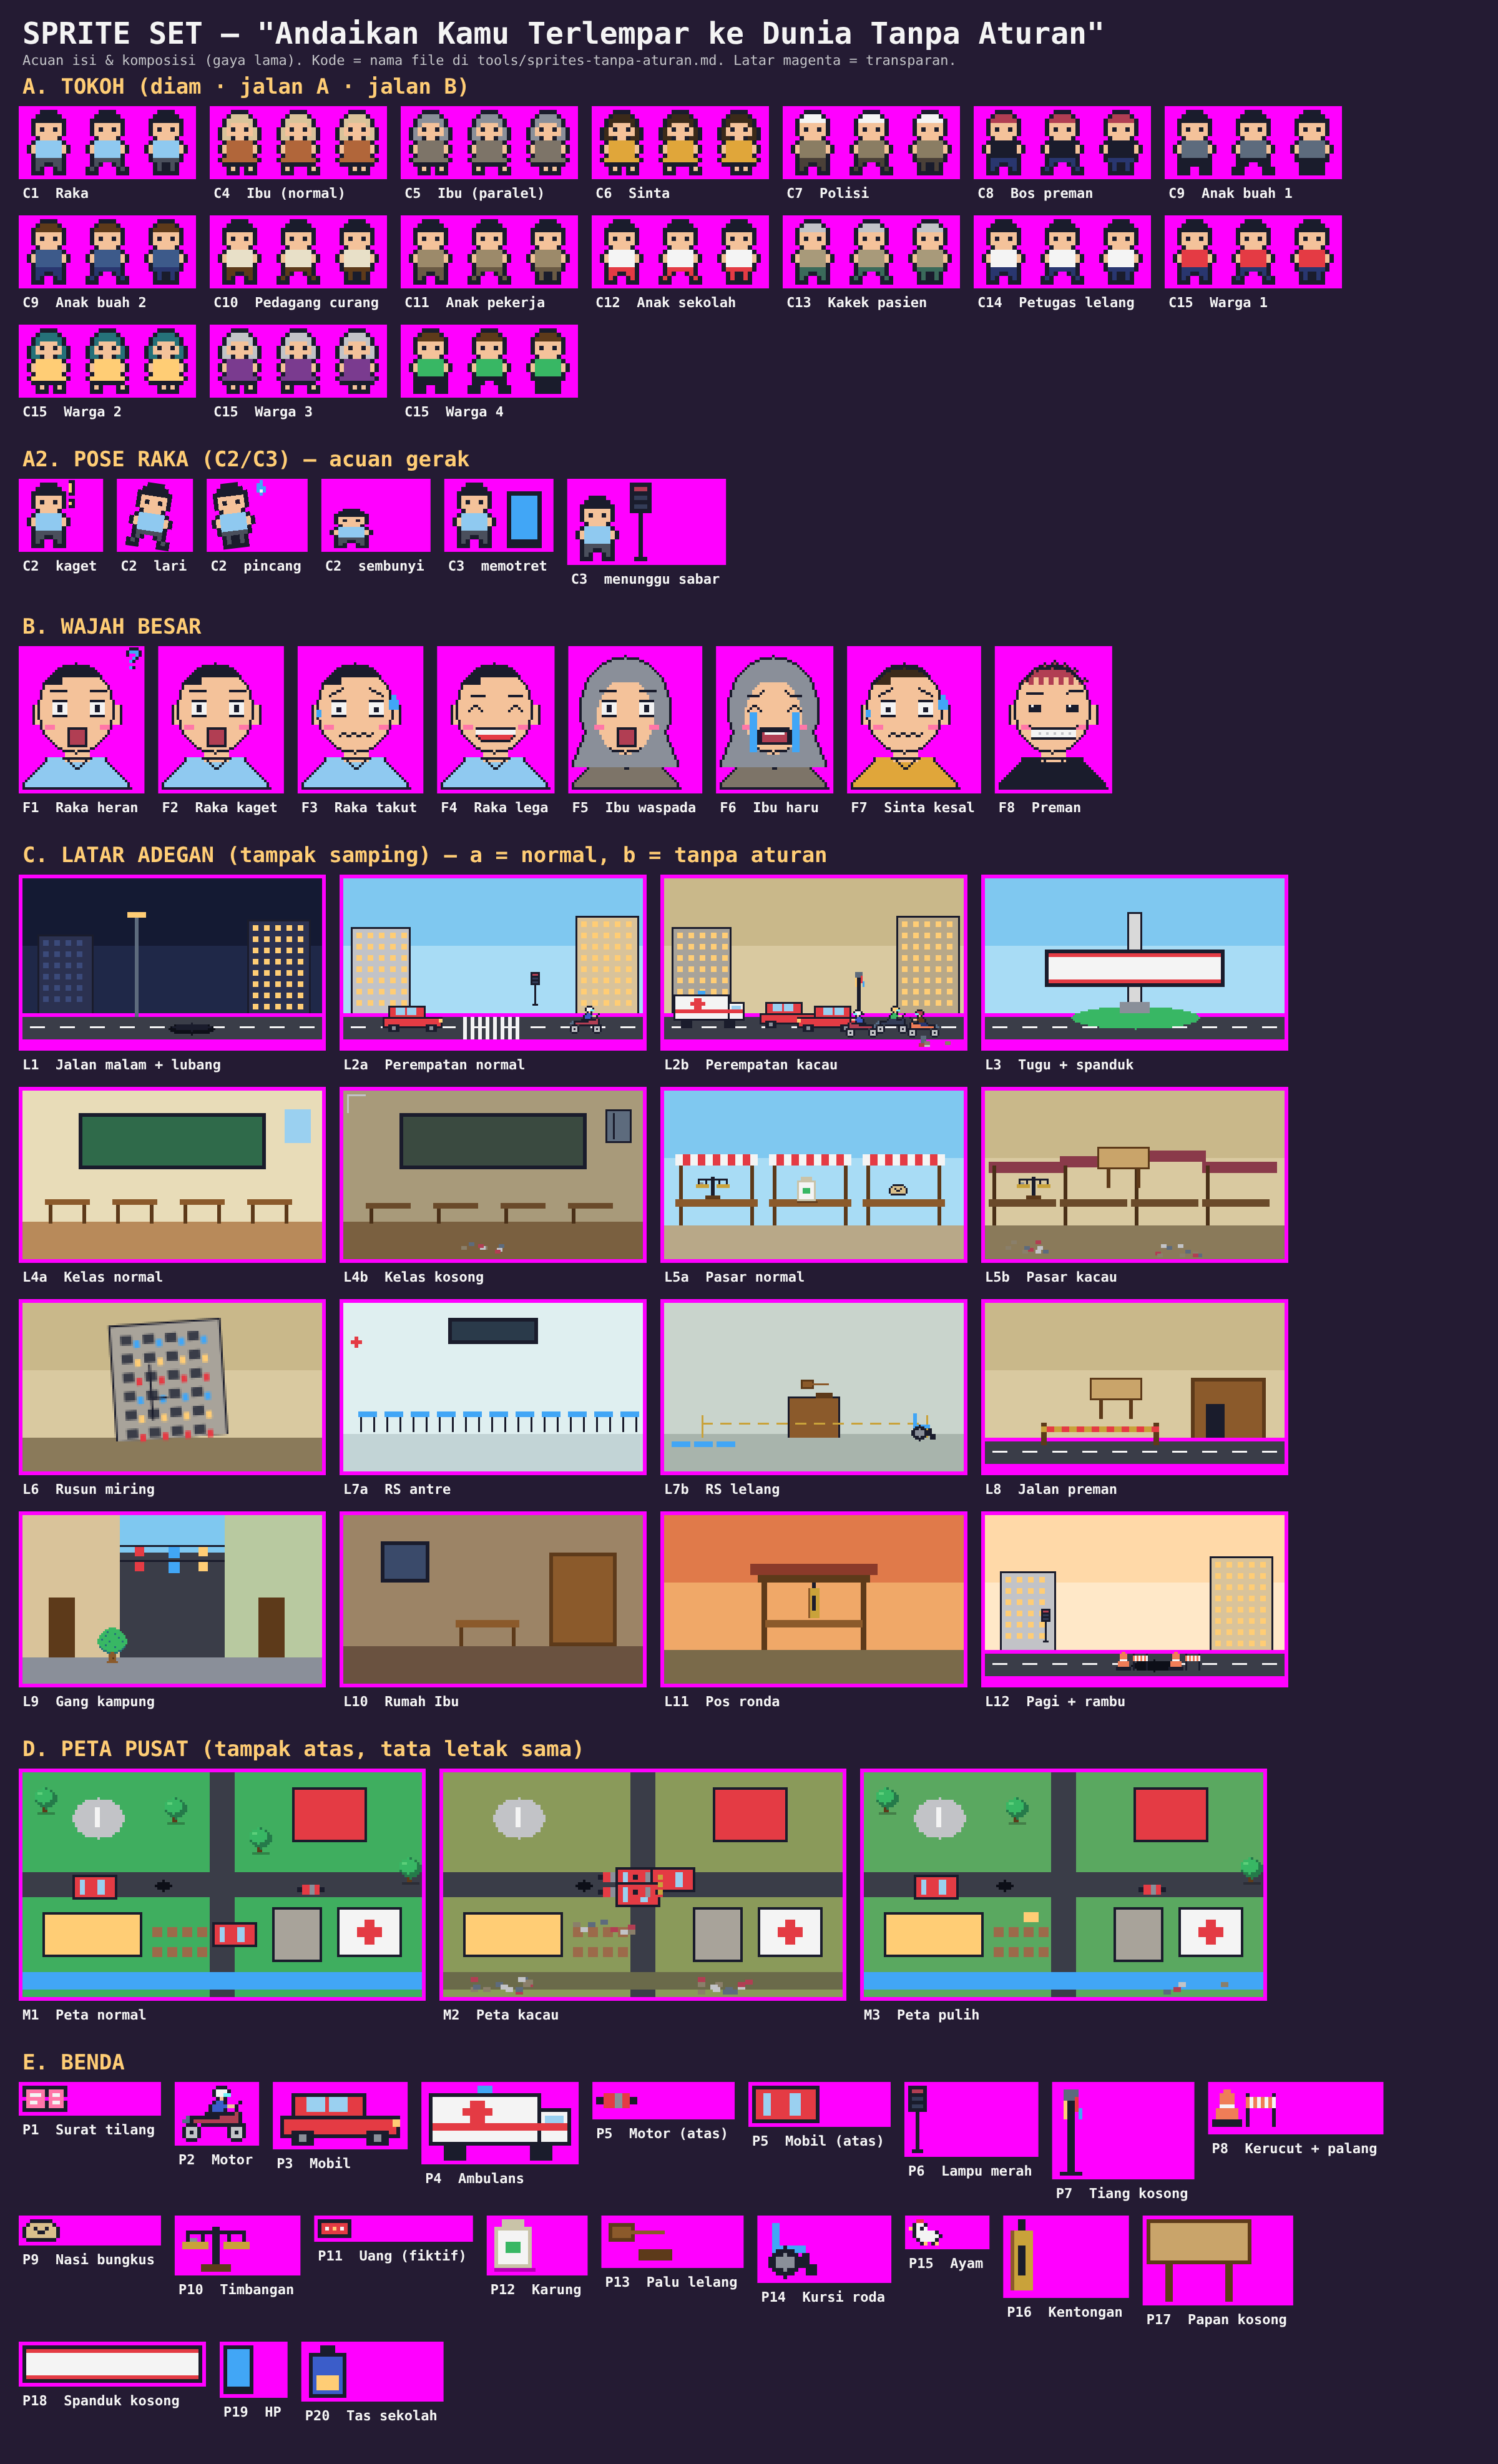 SPRITE SET — "Andaikan Kamu Terlempar ke Dunia Tanpa Aturan"
Acuan isi & komposisi (gaya lama). Kode = nama file di tools/sprites-tanpa-aturan.md. Latar magenta = transparan.
A. TOKOH (diam · jalan A · jalan B)
C1 Raka
C4 Ibu (normal)
C5 Ibu (paralel)
C6 Sinta
C7 Polisi
C8 Bos preman
C9 Anak buah 1
C9 Anak buah 2
C10 Pedagang curang
C11 Anak pekerja
C12 Anak sekolah
C13 Kakek pasien
C14 Petugas lelang
C15 Warga 1
C15 Warga 2
C15 Warga 3
C15 Warga 4
A2. POSE RAKA (C2/C3) — acuan gerak
C2 kaget
C2 lari
C2 pincang
C2 sembunyi
C3 memotret
C3 menunggu sabar
B. WAJAH BESAR
F1 Raka heran
F2 Raka kaget
F3 Raka takut
F4 Raka lega
F5 Ibu waspada
F6 Ibu haru
F7 Sinta kesal
F8 Preman
C. LATAR ADEGAN (tampak samping) — a = normal, b = tanpa aturan
L1 Jalan malam + lubang
L2a Perempatan normal
L2b Perempatan kacau
L3 Tugu + spanduk
L4a Kelas normal
L4b Kelas kosong
L5a Pasar normal
L5b Pasar kacau
L6 Rusun miring
L7a RS antre
L7b RS lelang
L8 Jalan preman
L9 Gang kampung
L10 Rumah Ibu
L11 Pos ronda
L12 Pagi + rambu
D. PETA PUSAT (tampak atas, tata letak sama)
M1 Peta normal
M2 Peta kacau
M3 Peta pulih
E. BENDA
P1 Surat tilang
P2 Motor
P3 Mobil
P4 Ambulans
P5 Motor (atas)
P5 Mobil (atas)
P6 Lampu merah
P7 Tiang kosong
P8 Kerucut + palang
P9 Nasi bungkus
P10 Timbangan
P11 Uang (fiktif)
P12 Karung
P13 Palu lelang
P14 Kursi roda
P15 Ayam
P16 Kentongan
P17 Papan kosong
P18 Spanduk kosong
P19 HP
P20 Tas sekolah